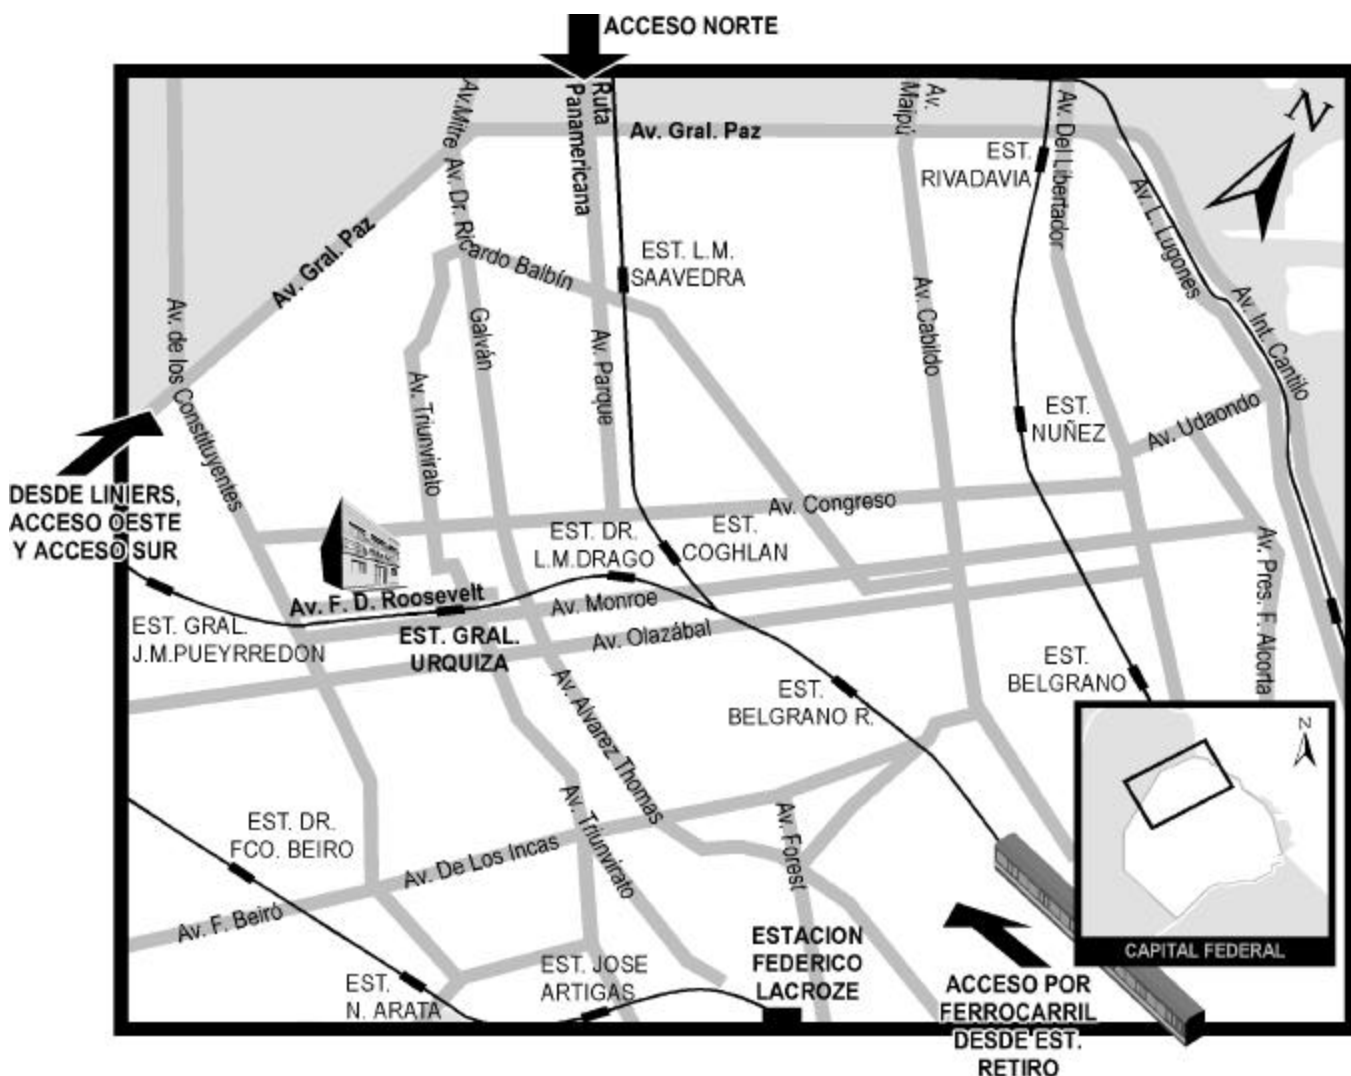 ACCESO NORTE
Av. Mitre
Ruta
Panamericana
Av.
Maipú
Av. Del Libertador
N
Av. Gral. Paz
EST.
RIVADAVIA
Av. L. Lugones
Av. Dr. Ricardo Balbín
Av. Gral. Paz
EST. L.M.
SAAVEDRA
Av. Int. Cantilo
Av. de los Constituyentes
Galván
Av. Parque
Av. Cabildo
Av. Triunvirato
EST.
NUÑEZ
Av. Udaondo
DESDE LINIERS,
ACCESO OESTE
Y ACCESO SUR
Av. Congreso
EST. DR.
L.M.DRAGO
EST.
COGHLAN
Av. Pres. F. Alcorta
Av. F. D. Roosevelt
Av. Monroe
EST. GRAL.
J.M.PUEYRREDON
EST. GRAL.
URQUIZA
Av. Olazábal
EST.
BELGRANO
EST.
BELGRANO R.
Av. Alvarez Thomas
N
CAPITAL FEDERAL
Av. Triunvirato
Av. Forest
EST. DR.
FCO. BEIRO
Av. De Los Incas
Av. F. Beiró
EST.
N. ARATA
EST. JOSE
ARTIGAS
ESTACION
FEDERICO
LACROZE
ACCESO POR
FERROCARRIL
DESDE EST.
RETIRO